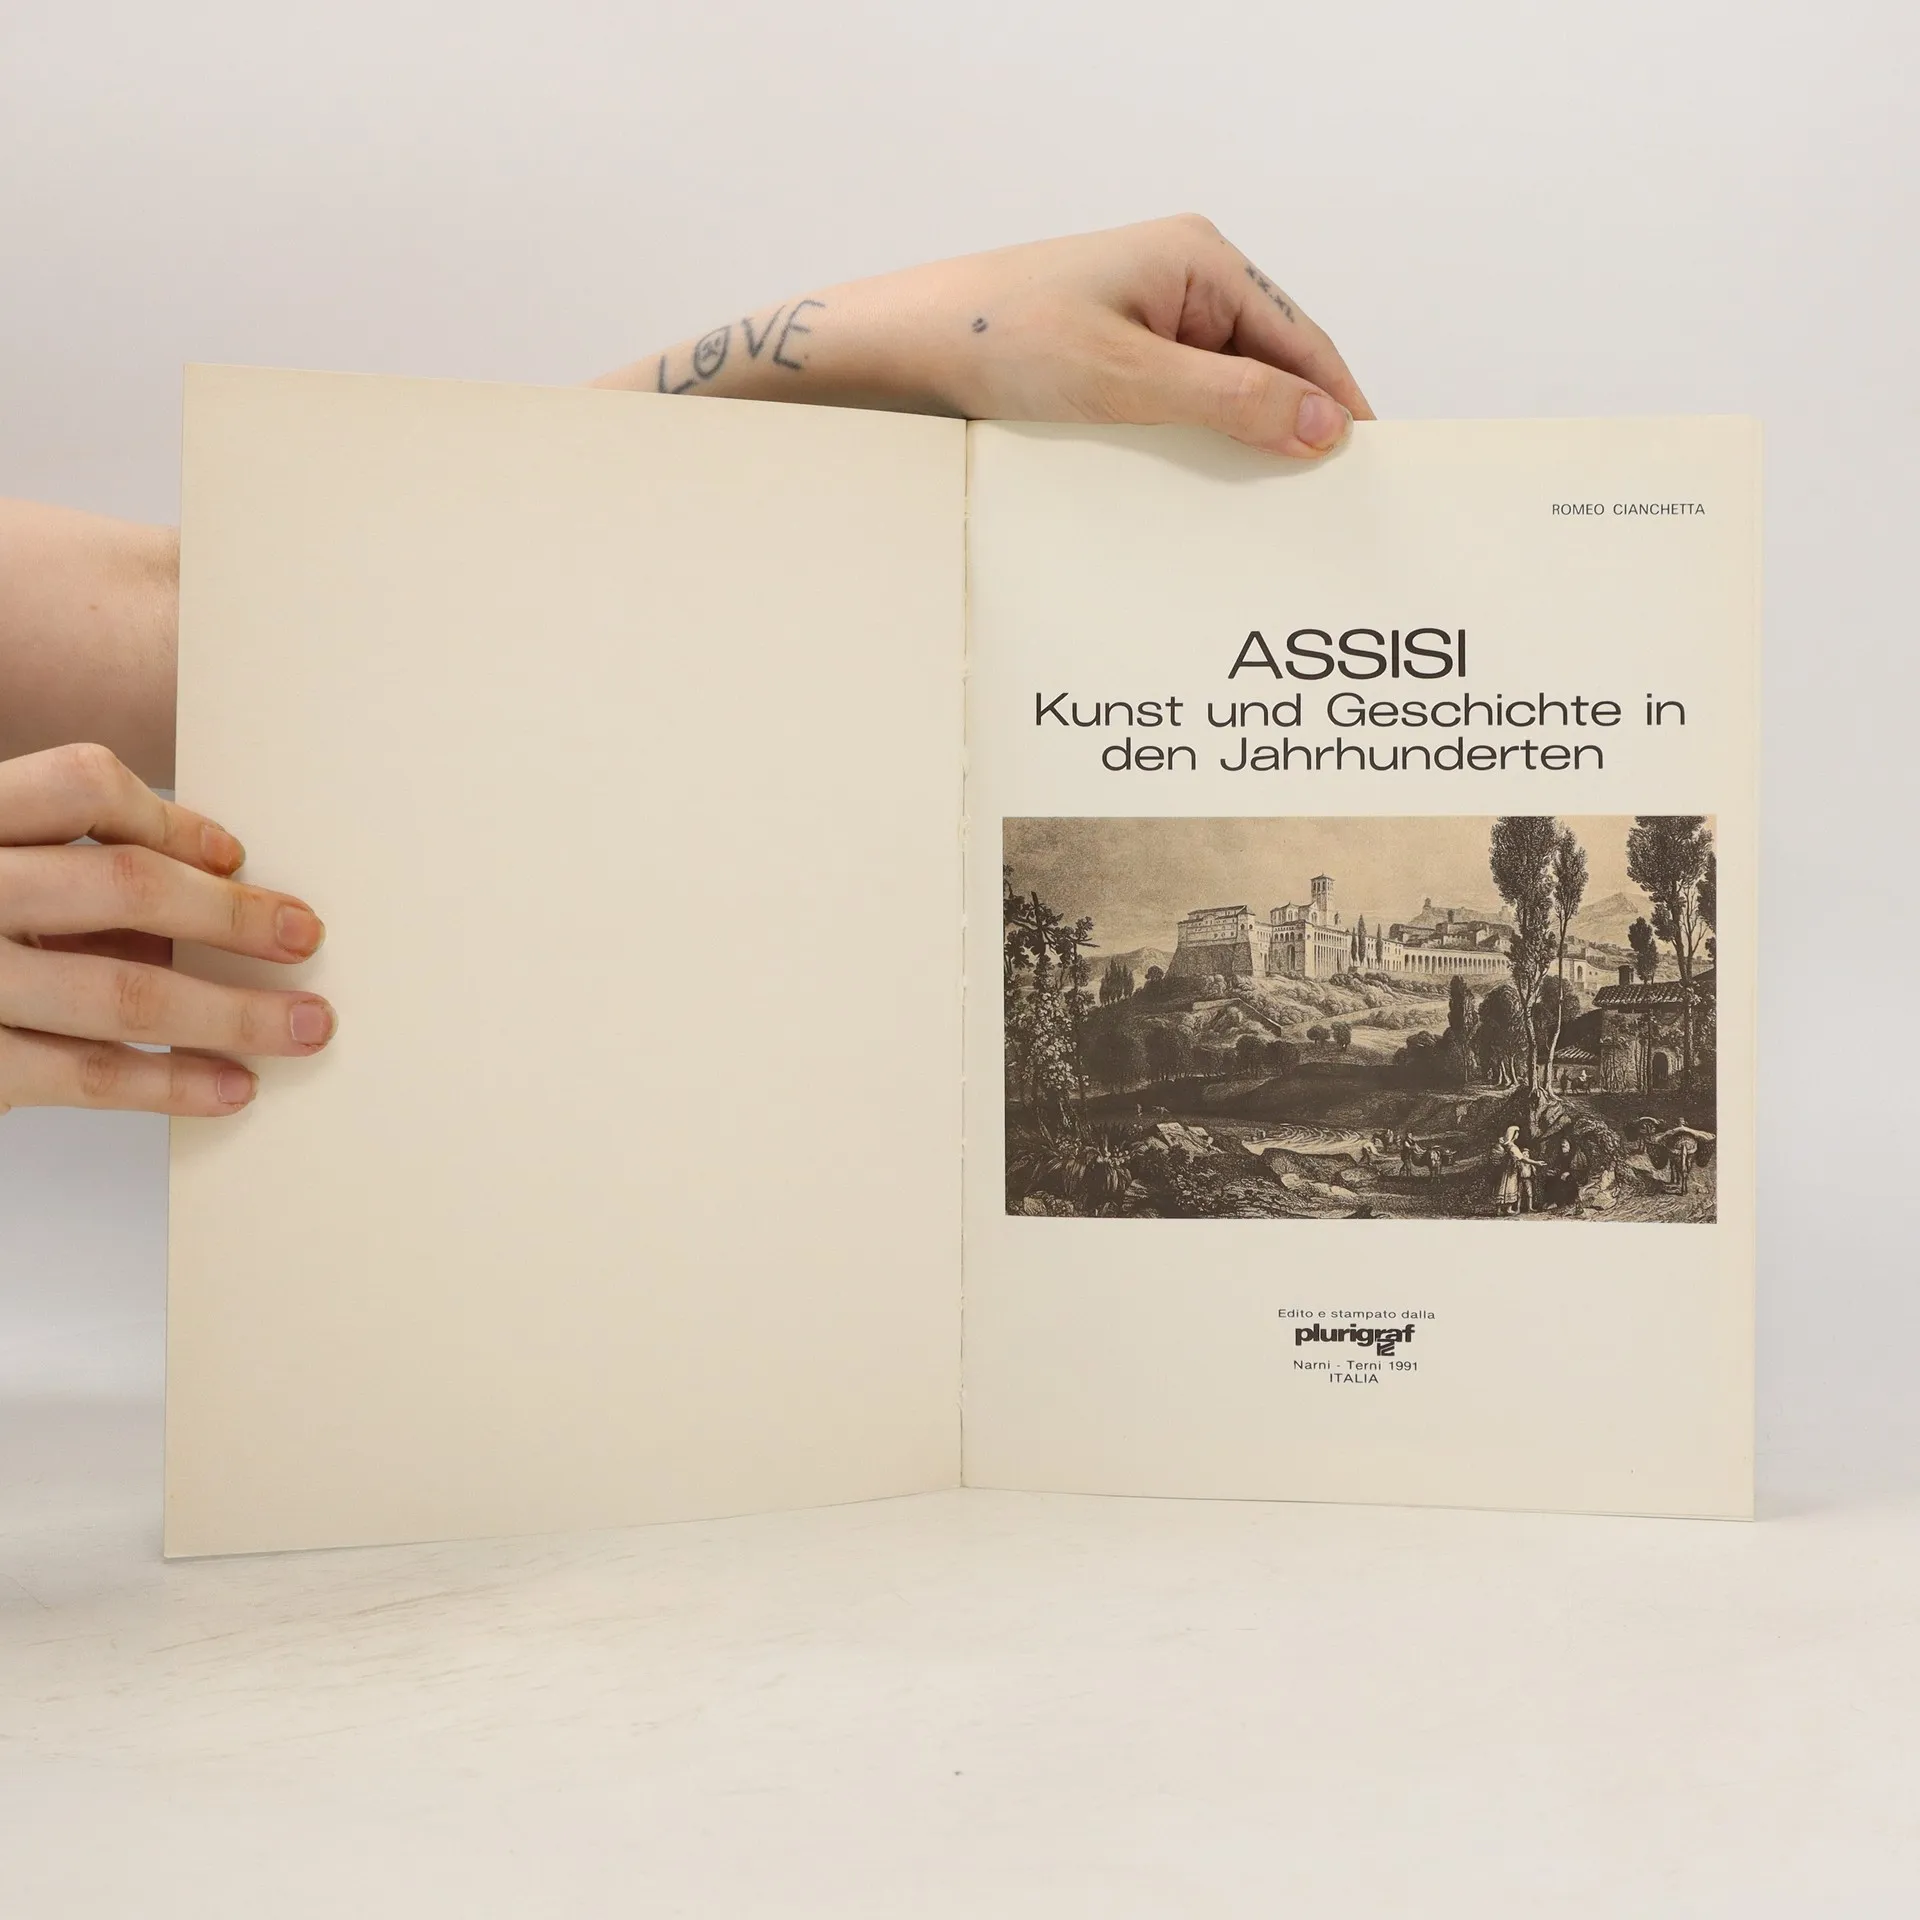 LOVE
ROMEO CIANCHETTA
ASSISI
Kunst und Geschichte in
den Jahrhunderten
Edito e stampato dalla
plurigraf
Narni - Terni 1991
ITALIA